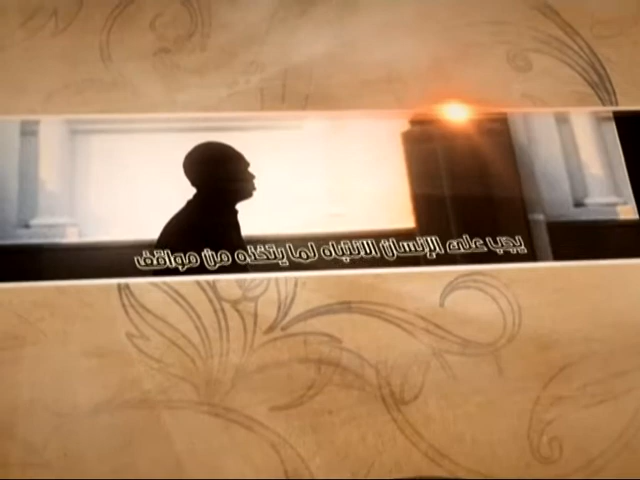 يجب على الإنسان الانتباه لما يتخذه من مواقف